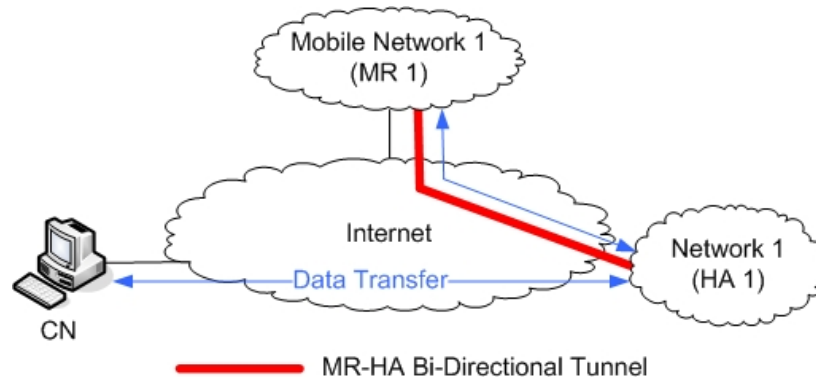 Mobile Network 1
(MR 1)
Internet
Network 1
(HA 1)
Data Transfer
CN
MR-HA Bi-Directional Tunnel